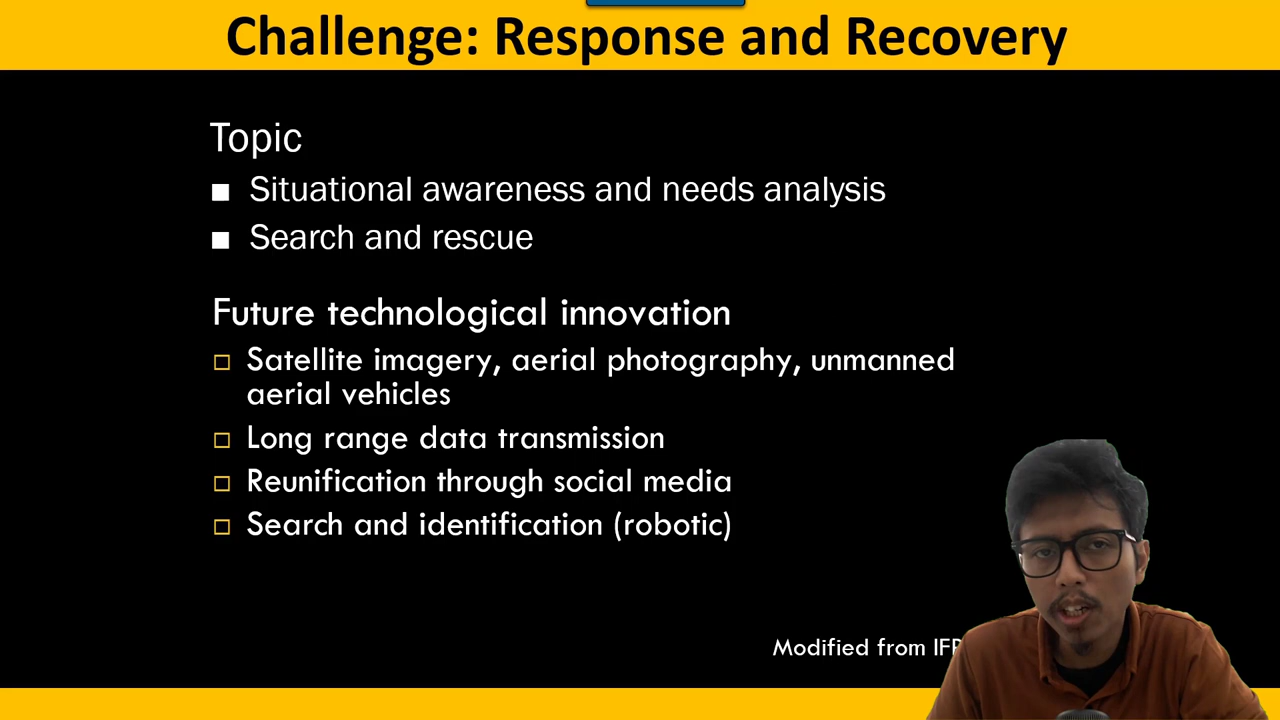 Challenge: Response and Recovery
Topic
■ Situational awareness and needs analysis
■ Search and rescue
Future technological innovation
□ Satellite imagery, aerial photography, unmanned
aerial vehicles
□ Long range data transmission
□ Reunification through social media
□ Search and identification (robotic)
Modified from